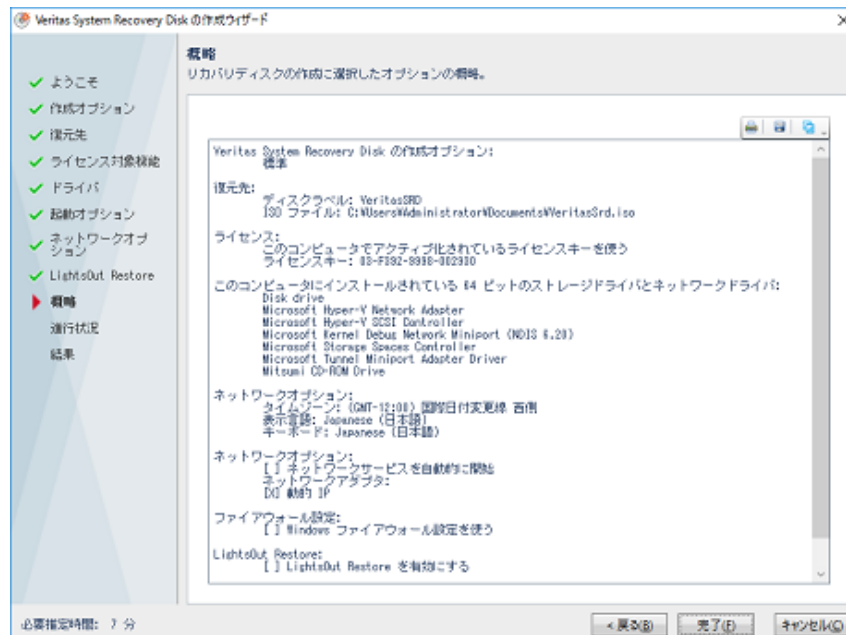 Veritas System Recovery Disk の作成ウィザード
概略
リカバリディスクの作成に選択したオプションの概略。
ようこそ
作成オプション
復元先
ライセンス対象機能
ドライバ
起動オプション
ネットワークオプ
ション
LightsOut Restore
概略
進行状況
結果
Veritas System Recovery Disk の作成オプション:
標準
復元先:
ディスクラベル: VeritasSRD
ISO ファイル: C:¥Users¥Administrator¥Documents¥VeritasSrd.iso
ライセンス:
このコンピュータでアクティブ化されているライセンスキーを使う
ライセンスキー: 03-F392-9998-002930
このコンピュータにインストールされている 64 ビットのストレージドライバとネットワークドライバ:
Disk drive
Microsoft Hyper-V Network Adapter
Microsoft Hyper-V SCSI Controller
Microsoft Kernel Debug Network Miniport (NDIS 6.20)
Microsoft Storage Spaces Controller
Microsoft Tunnel Miniport Adapter Driver
Mitsumi CD-ROM Drive
ネットワークオプション:
タイムゾーン: (GMT-12:00) 国際日付変更線 西側
表示言語: Japanese (日本語)
キーボード: Japanese (日本語)
ネットワークオプション:
[ ] ネットワークサービスを自動的に開始
ネットワークアダプタ:
[X] 動的 IP
ファイアウォール設定:
[ ] Windows ファイアウォール設定を使う
LightsOut Restore:
[ ] LightsOut Restore を有効にする
必要推定時間: 7 分
< 戻る(B)
完了(F)
キャンセル(C)